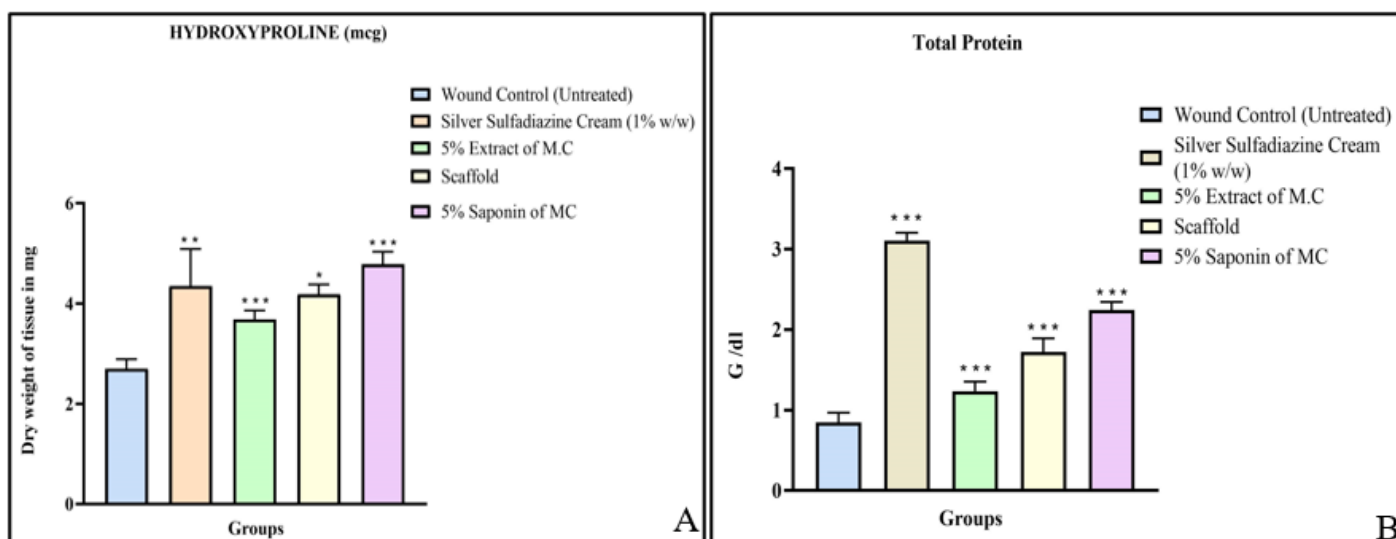 HYDROXYPROLINE (mcg)
Wound Control (Untreated)
Silver Sulfadiazine Cream (1% w/w)
5% Extract of M.C
Scaffold
5% Saponin of MC
Dry weight of tissue in mg
6
4
2
0
**
***
*
***
Groups
A
Total Protein
Wound Control (Untreated)
Silver Sulfadiazine Cream
(1% w/w)
5% Extract of M.C
Scaffold
5% Saponin of MC
G /dl
4
3
2
1
0
***
***
***
***
Groups
B